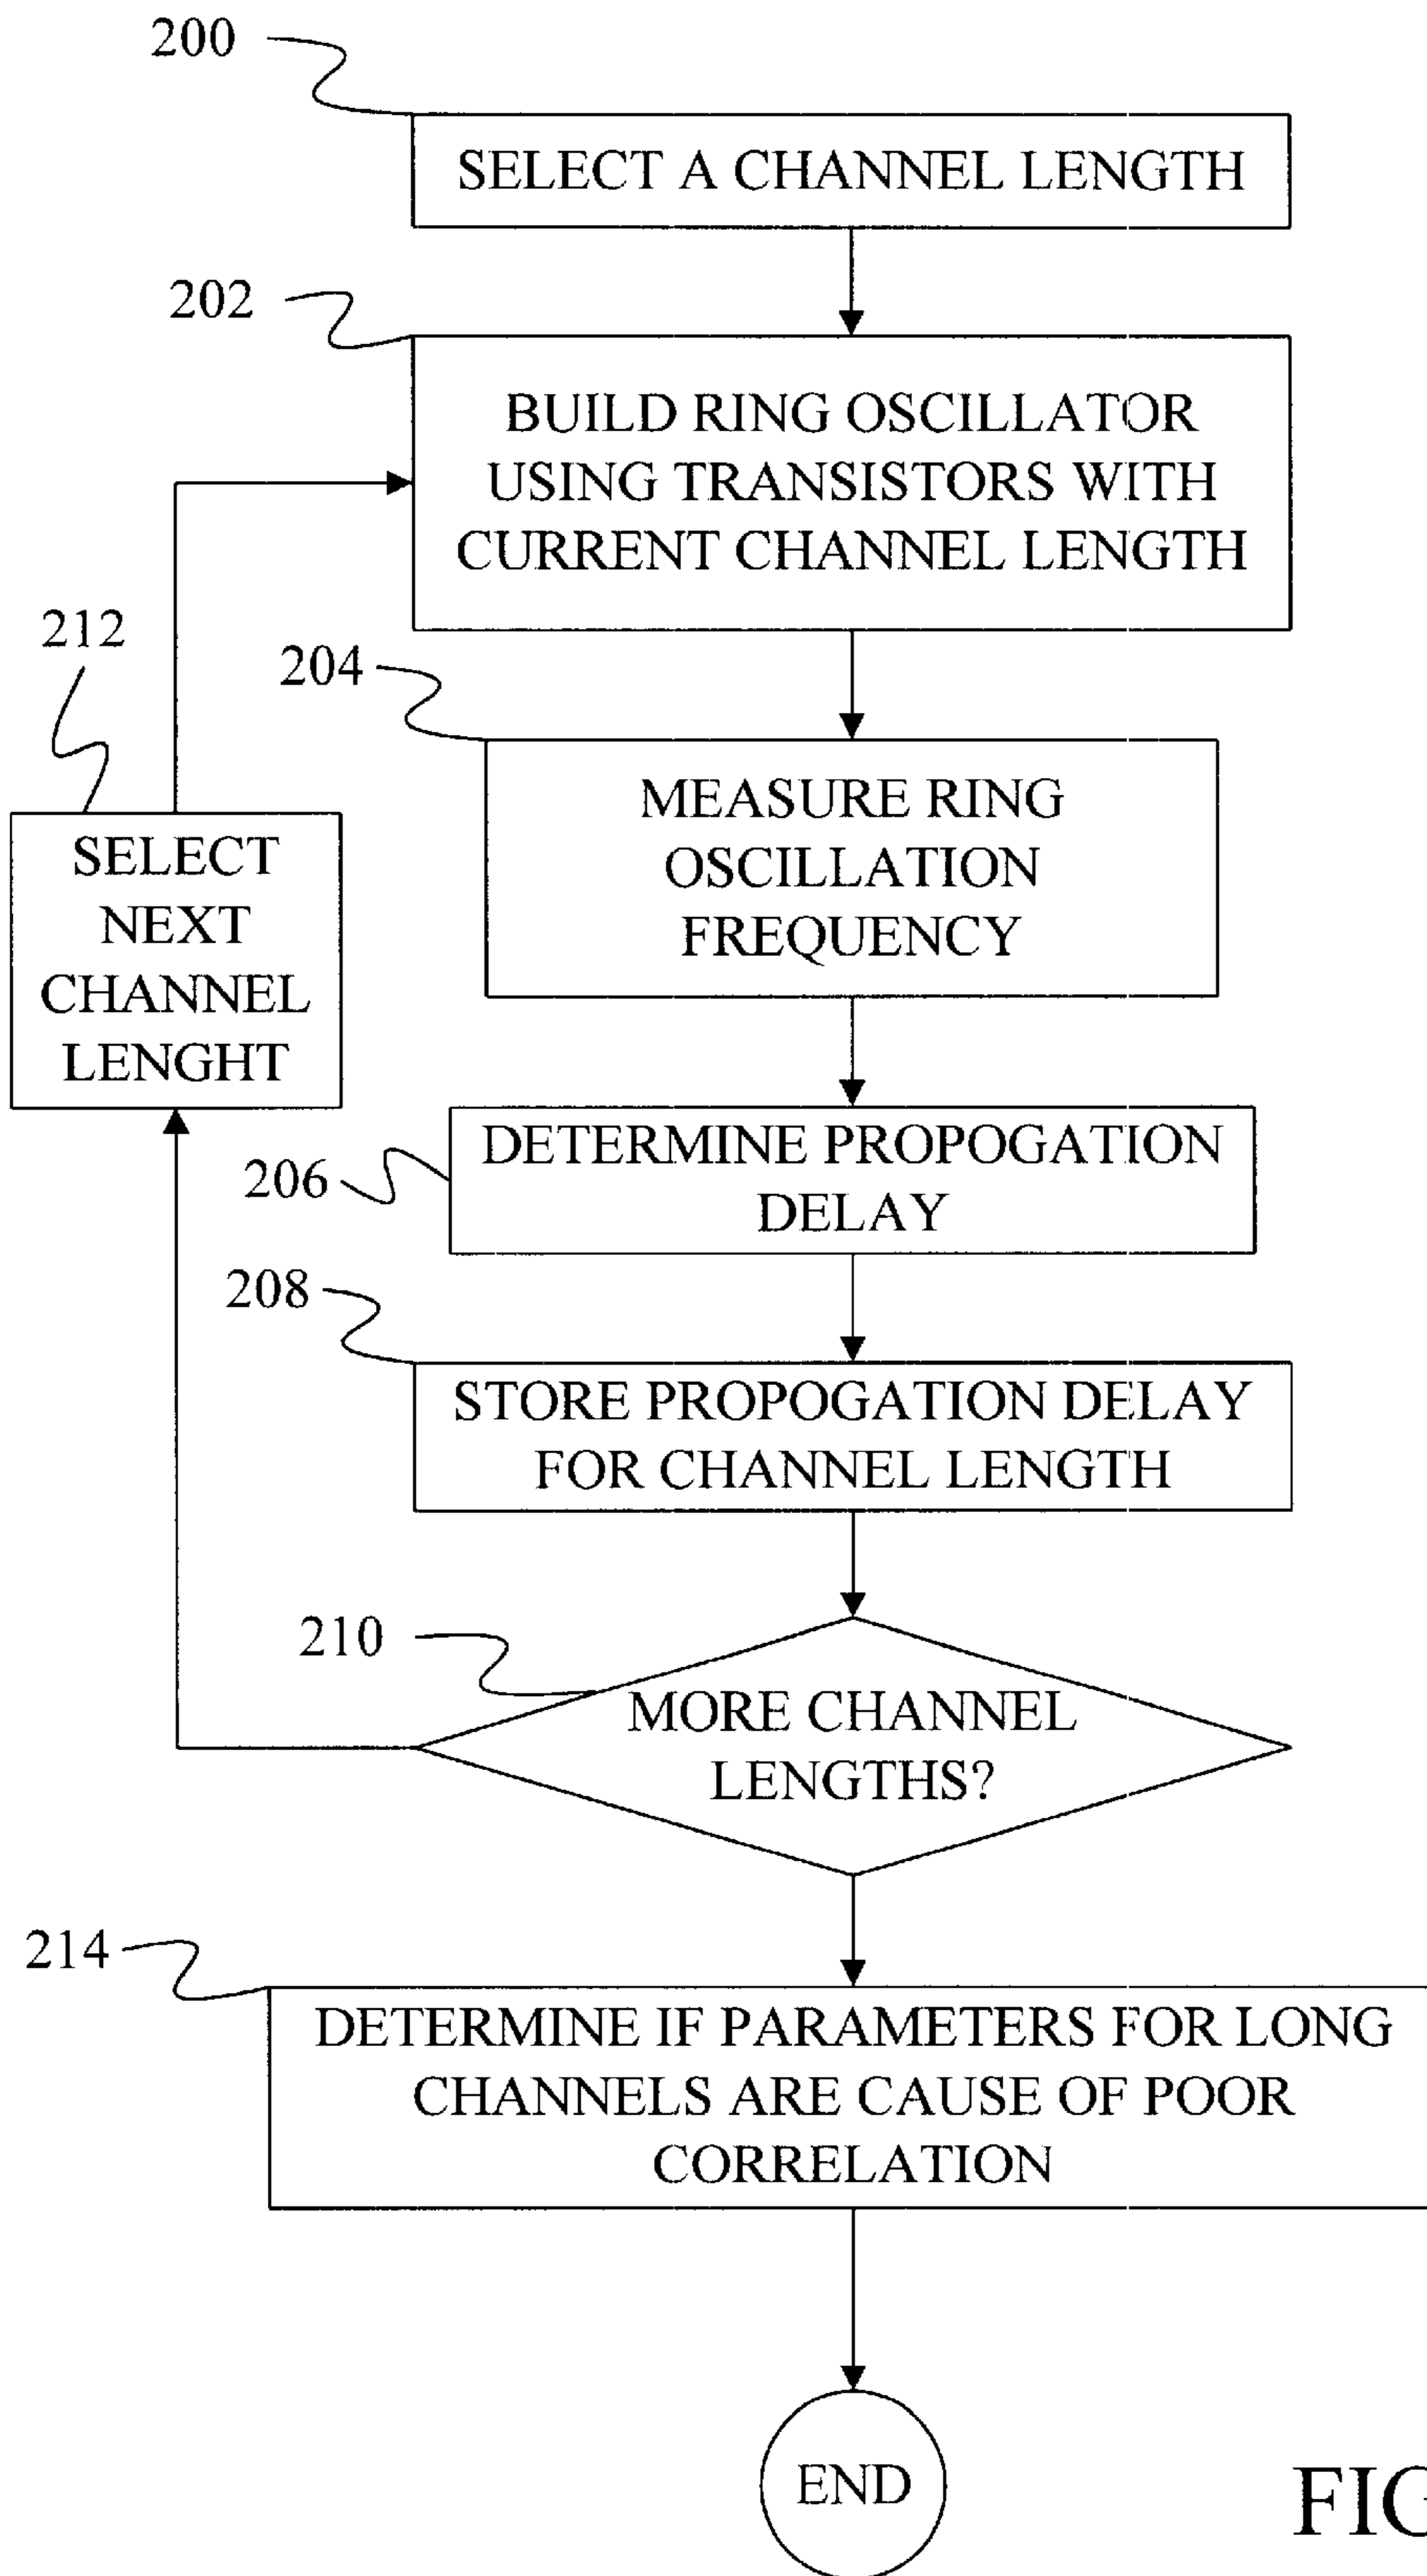 200
SELECT A CHANNEL LENGTH
202
BUILD RING OSCILLATOR
USING TRANSISTORS WITH
CURRENT CHANNEL LENGTH
212
SELECT
NEXT
CHANNEL
LENGHT
204
MEASURE RING
OSCILLATION
FREQUENCY
206
DETERMINE PROPOGATION
DELAY
208
STORE PROPOGATION DELAY
FOR CHANNEL LENGTH
210
MORE CHANNEL
LENGTHS?
214
DETERMINE IF PARAMETERS FOR LONG
CHANNELS ARE CAUSE OF POOR
CORRELATION
END
FIG